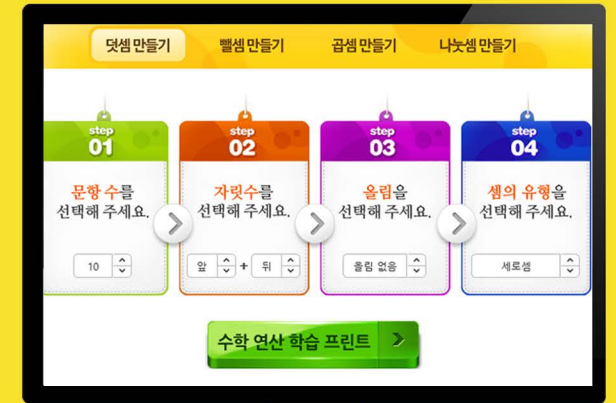 덧셈 만들기
뺄셈 만들기
곱셈 만들기
나눗셈 만들기
step
01
문항 수를
선택해 주세요.
10
step
02
자릿수를
선택해 주세요.
앞 + 뒤
step
03
올림을
선택해 주세요.
올림 없음
step
04
셈의 유형을
선택해 주세요.
세로셈
수학 연산 학습 프린트